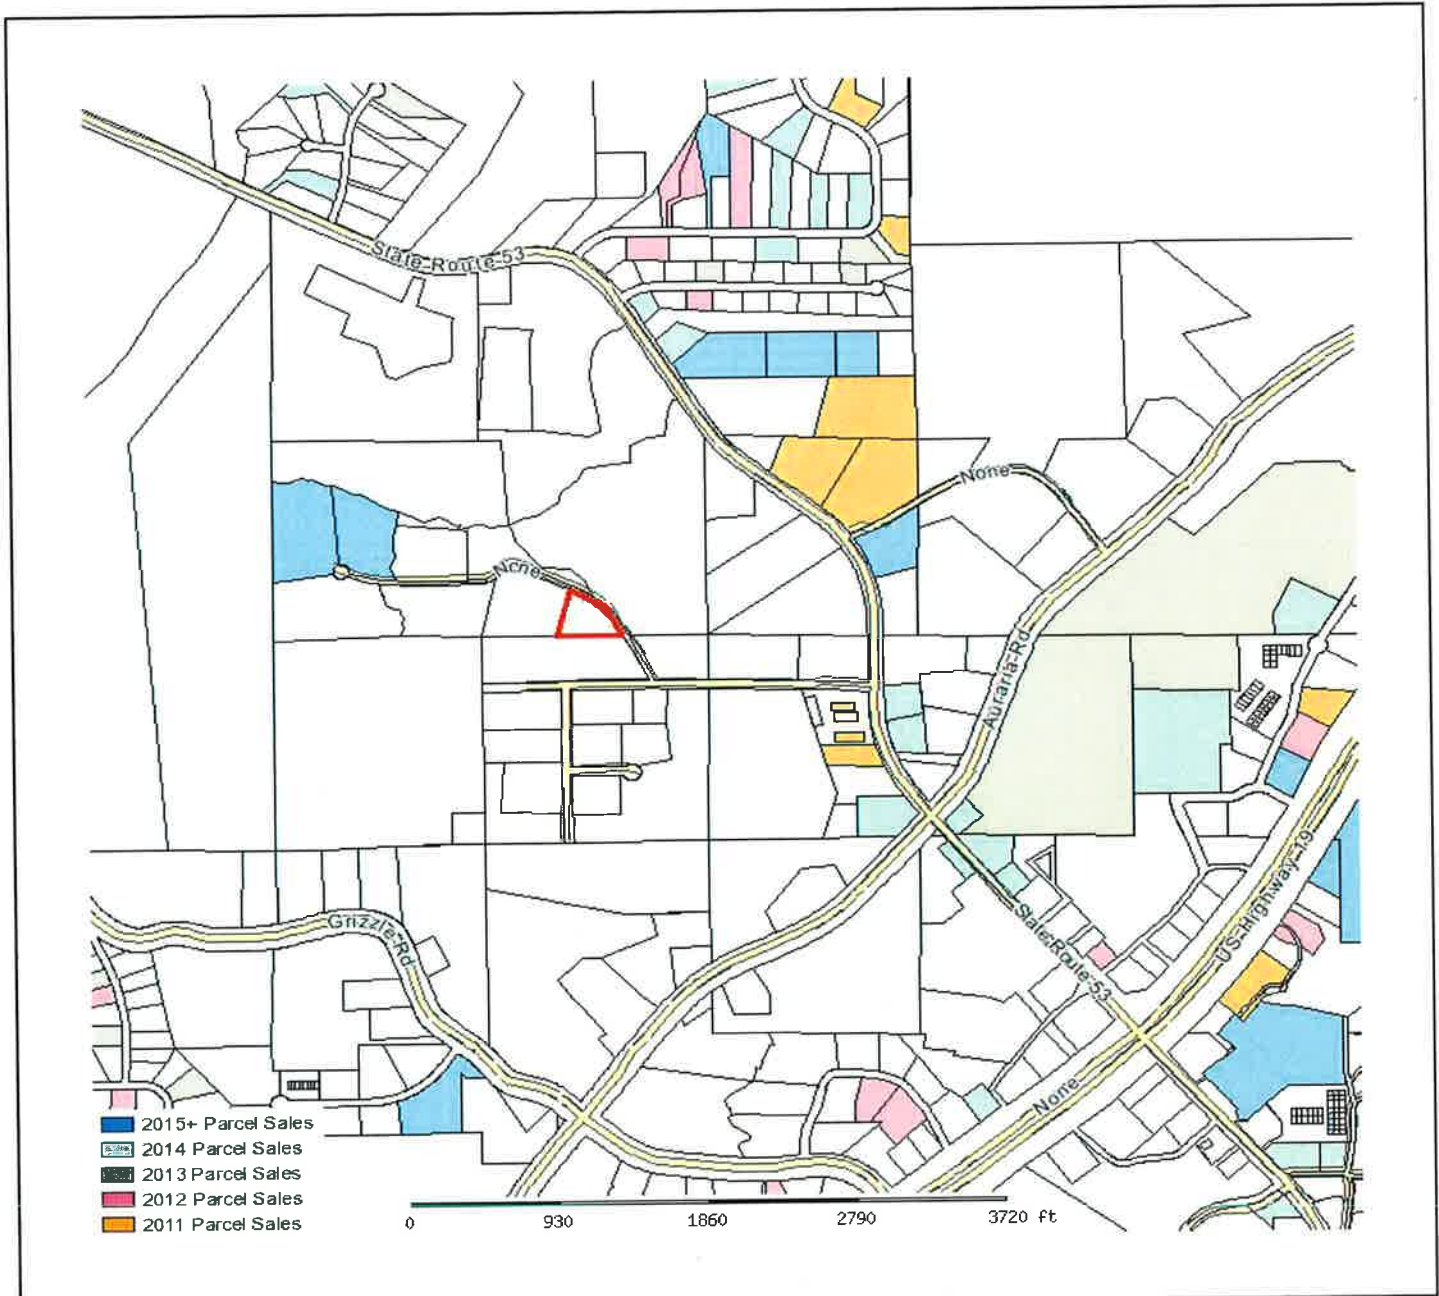 State Route 53
None
None
Auraria Rd
US Highway 19
Grizzle Rd
State Route 53
None
2015+ Parcel Sales
2014 Parcel Sales
2013 Parcel Sales
2012 Parcel Sales
2011 Parcel Sales
0 930 1860 2790 3720 ft